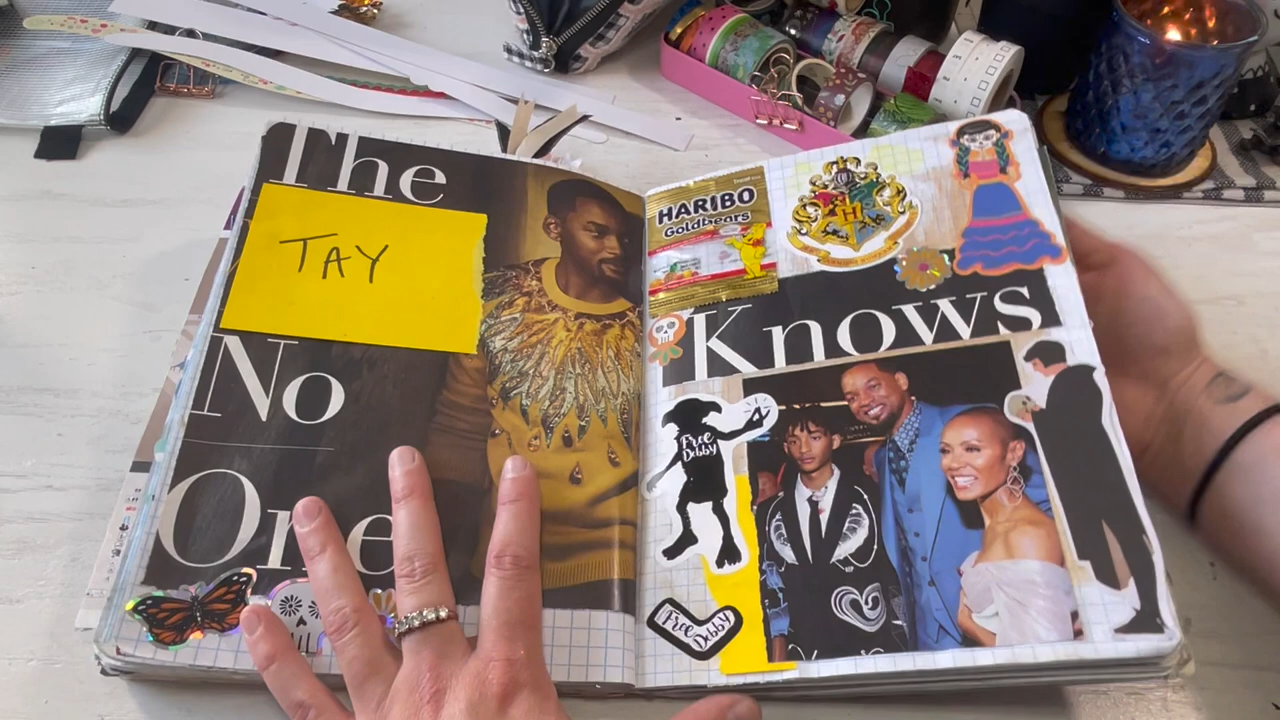 The
TAY
No
One
HARIBO
Goldbears
H
Knows
Free
Dobby
Free
Dobby